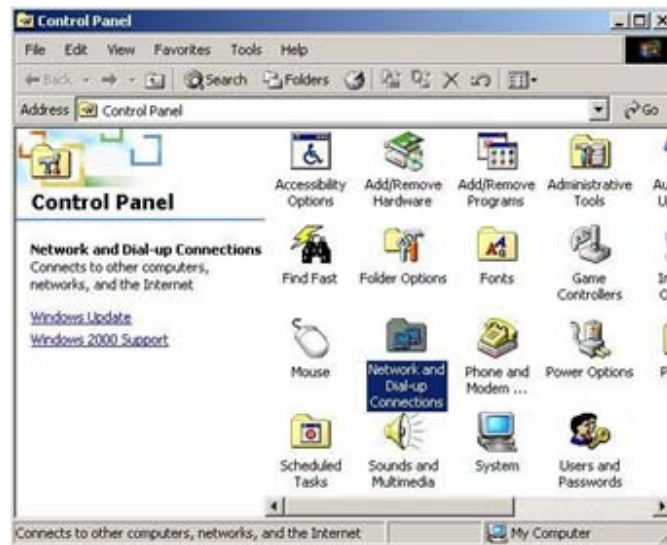 Control Panel
File Edit View Favorites Tools Help
Back Search Folders
Address Control Panel Go
Control Panel
Network and Dial-up Connections
Connects to other computers,
networks, and the Internet
Windows Update
Windows 2000 Support
Accessibility
Options
Add/Remove
Hardware
Add/Remove
Programs
Administrative
Tools
Find Fast
Folder Options
Fonts
Game
Controllers
Mouse
Network and
Dial-up
Connections
Phone and
Modem ...
Power Options
Scheduled
Tasks
Sounds and
Multimedia
System
Users and
Passwords
Connects to other computers, networks, and the Internet
My Computer